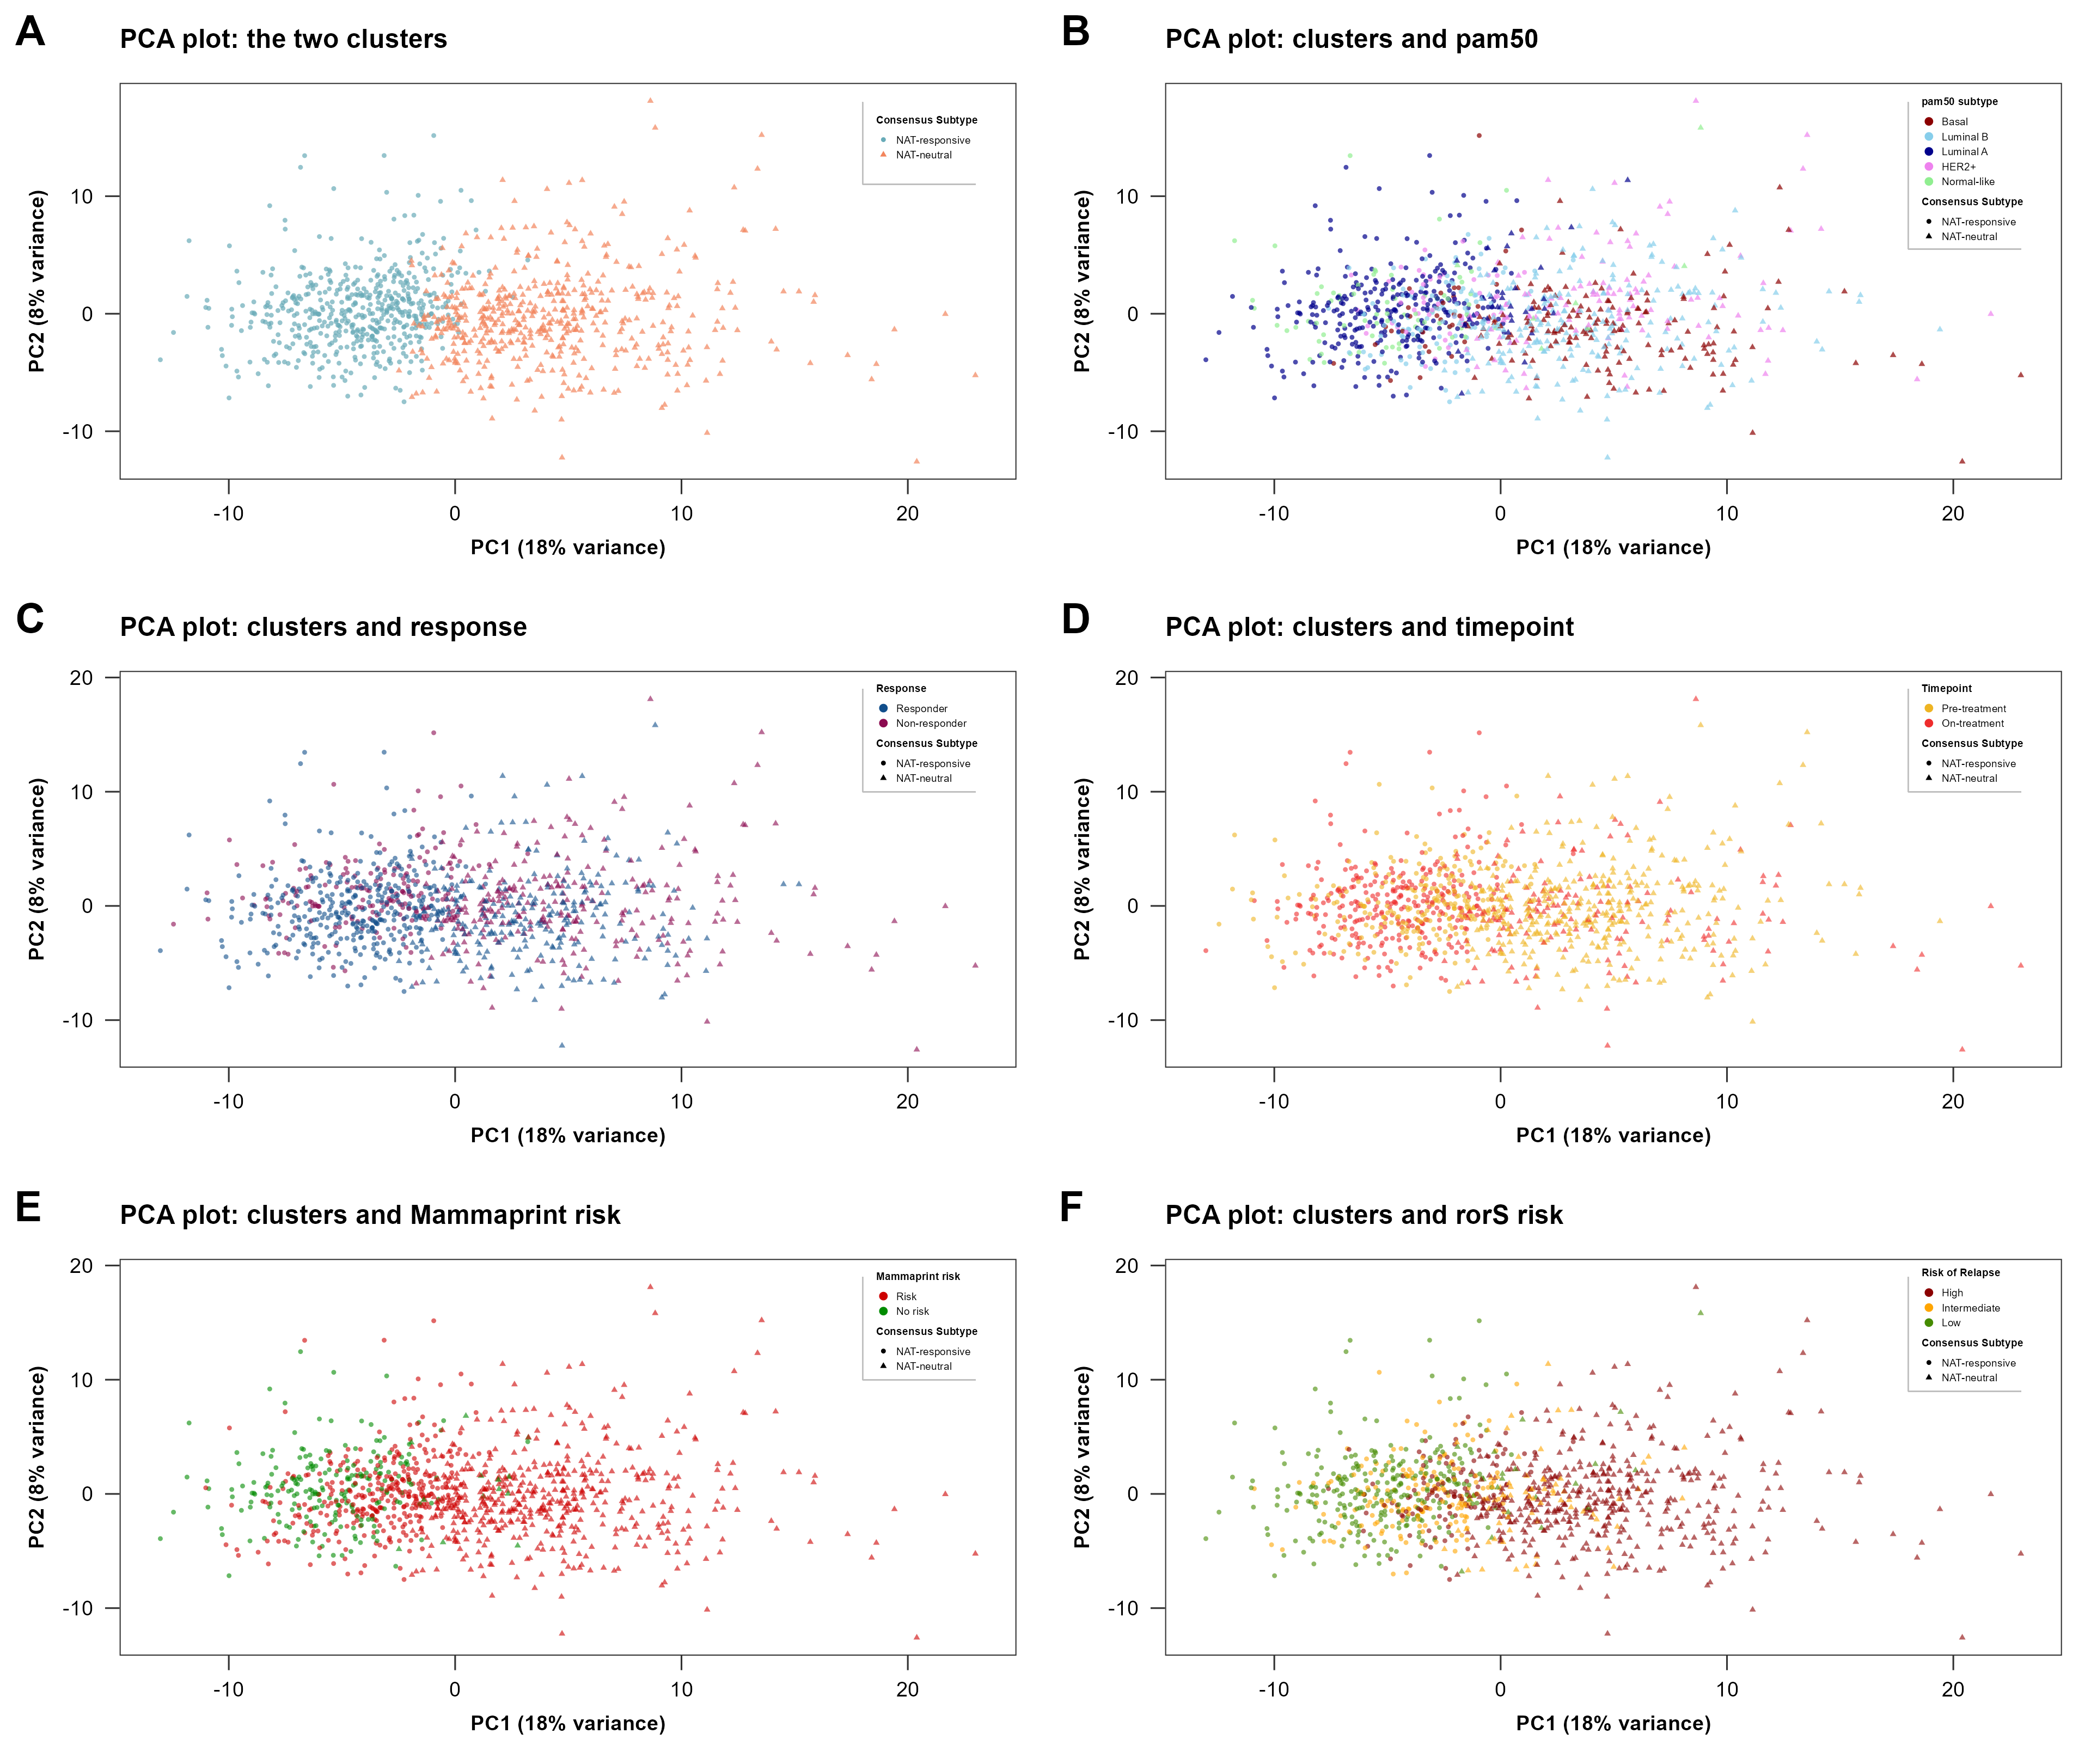 A
PCA plot: the two clusters
Consensus Subtype
NAT-responsive
NAT-neutral
10
0
-10
PC2 (8% variance)
-10
0
10
20
PC1 (18% variance)
B
PCA plot: clusters and pam50
pam50 subtype
Basal
Luminal B
Luminal A
HER2+
Normal-like
Consensus Subtype
NAT-responsive
NAT-neutral
10
0
-10
PC2 (8% variance)
-10
0
10
20
PC1 (18% variance)
C
PCA plot: clusters and response
Response
Responder
Non-responder
Consensus Subtype
NAT-responsive
NAT-neutral
20
10
0
-10
PC2 (8% variance)
-10
0
10
20
PC1 (18% variance)
D
PCA plot: clusters and timepoint
Timepoint
Pre-treatment
On-treatment
Consensus Subtype
NAT-responsive
NAT-neutral
20
10
0
-10
PC2 (8% variance)
-10
0
10
20
PC1 (18% variance)
E
PCA plot: clusters and Mammaprint risk
Mammaprint risk
Risk
No risk
Consensus Subtype
NAT-responsive
NAT-neutral
20
10
0
-10
PC2 (8% variance)
-10
0
10
20
PC1 (18% variance)
F
PCA plot: clusters and rorS risk
Risk of Relapse
High
Intermediate
Low
Consensus Subtype
NAT-responsive
NAT-neutral
20
10
0
-10
PC2 (8% variance)
-10
0
10
20
PC1 (18% variance)